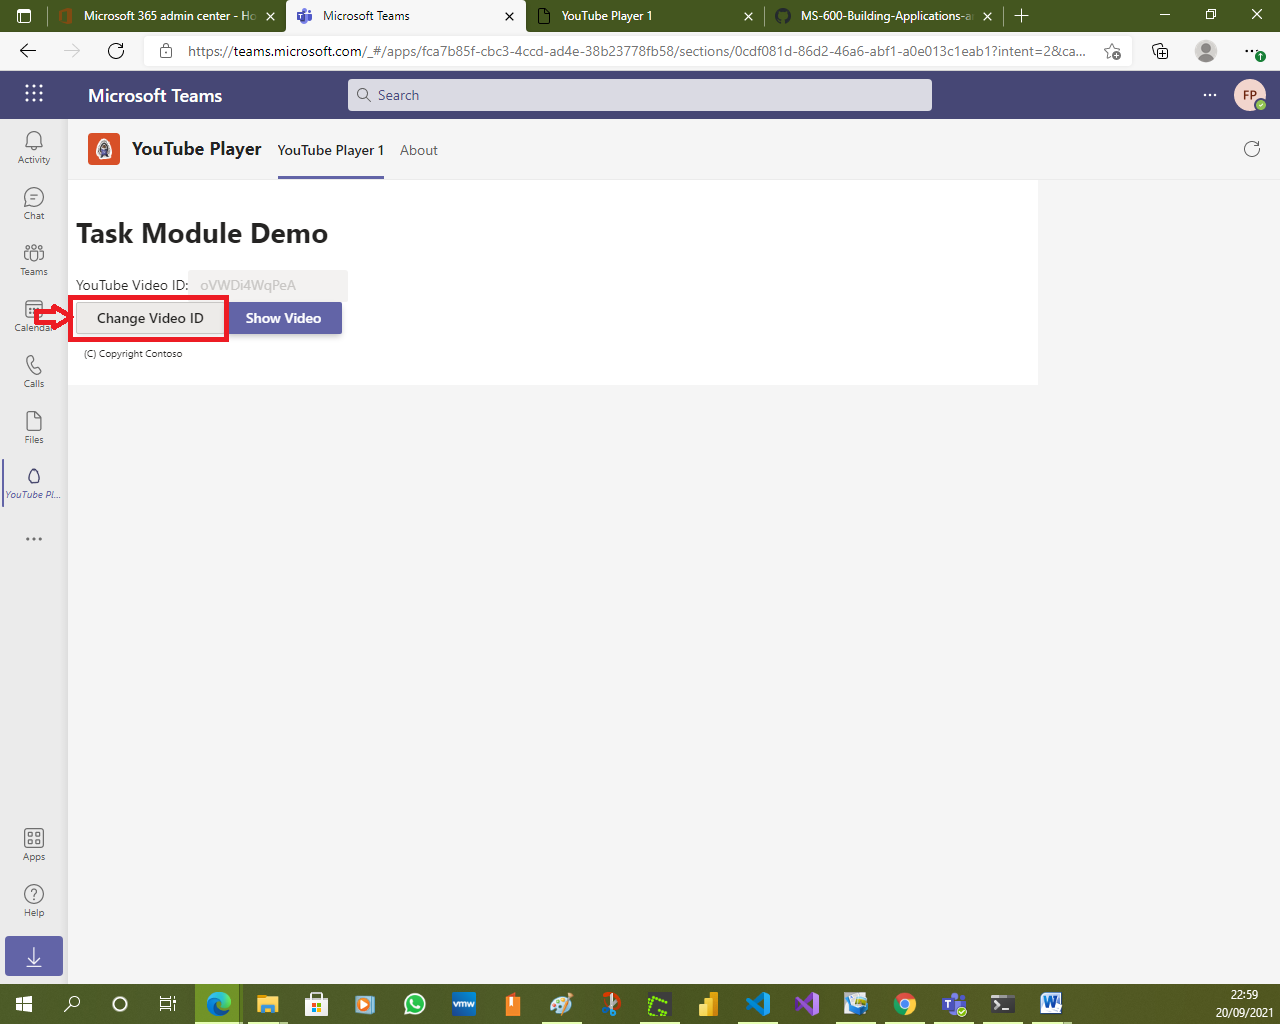 Microsoft 365 admin center - Ho
Microsoft Teams
YouTube Player 1
MS-600-Building-Applications-a
https://teams.microsoft.com/_#/apps/fca7b85f-cbc3-4ccd-ad4e-38b23778fb58/sections/0cdf081d-86d2-46a6-abf1-a0e013c1eab1?intent=2&ca...
Microsoft Teams
Search
FP
YouTube Player
YouTube Player 1
About
Activity
Chat
Teams
Calendar
Calls
Files
YouTube Pl...
Apps
Help
Task Module Demo
YouTube Video ID: oVWDi4WqPeA
Change Video ID
Show Video
(C) Copyright Contoso
vmw
22:59
20/09/2021